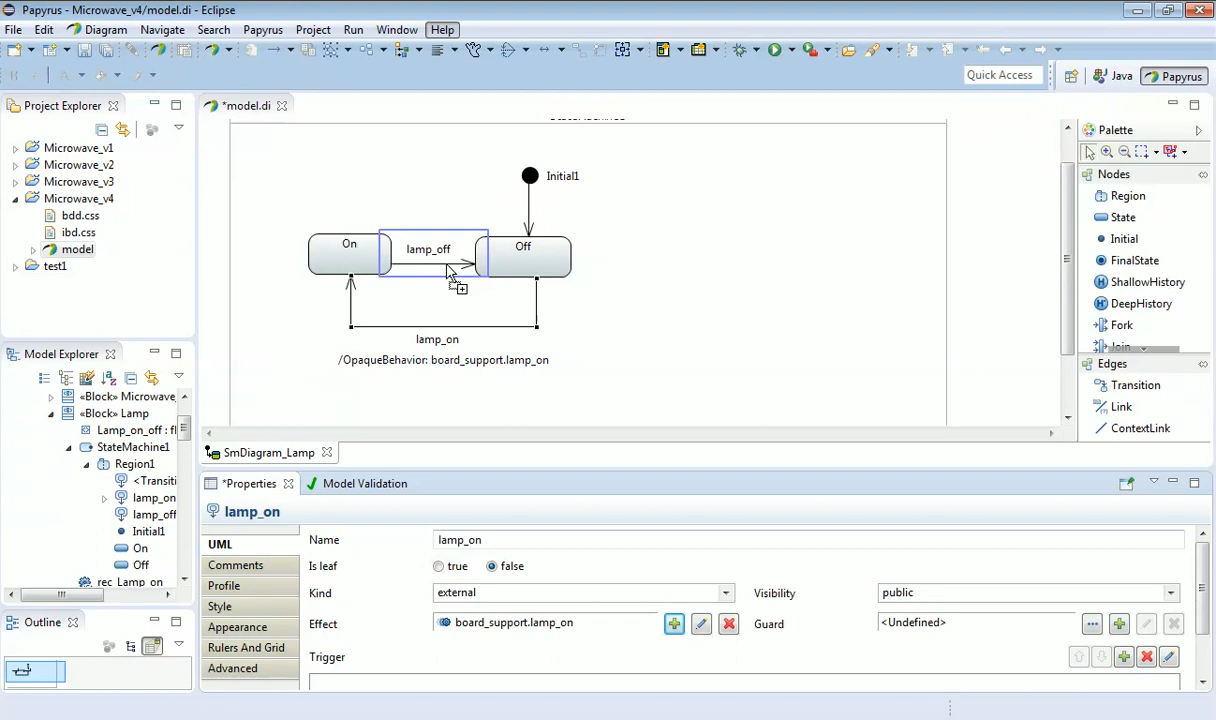 Papyrus - Microwave_v4/model.di - Eclipse
File Edit Diagram Navigate Search Papyrus Project Run Window Help
Quick Access Java Papyrus
Project Explorer
Microwave_v1
Microwave_v2
Microwave_v3
Microwave_v4
bdd.css
ibd.css
model
test1
*model.di
Initial1
On
lamp_off
Off
lamp_on
/OpaqueBehavior: board_support.lamp_on
SmDiagram_Lamp
Palette
Nodes
Region
State
Initial
FinalState
ShallowHistory
DeepHistory
Fork
Join
Edges
Transition
Link
ContextLink
Model Explorer
«Block» Microwave_
«Block» Lamp
Lamp_on_off : fl
StateMachine1
Region1
<Transiti
lamp_on
lamp_off
Initial1
On
Off
rec_Lamp_on
Outline
*Properties Model Validation
lamp_on
UML
Comments
Profile
Style
Appearance
Rulers And Grid
Advanced
Name lamp_on
Is leaf true false
Kind external Visibility public
Effect board_support.lamp_on Guard <Undefined>
Trigger